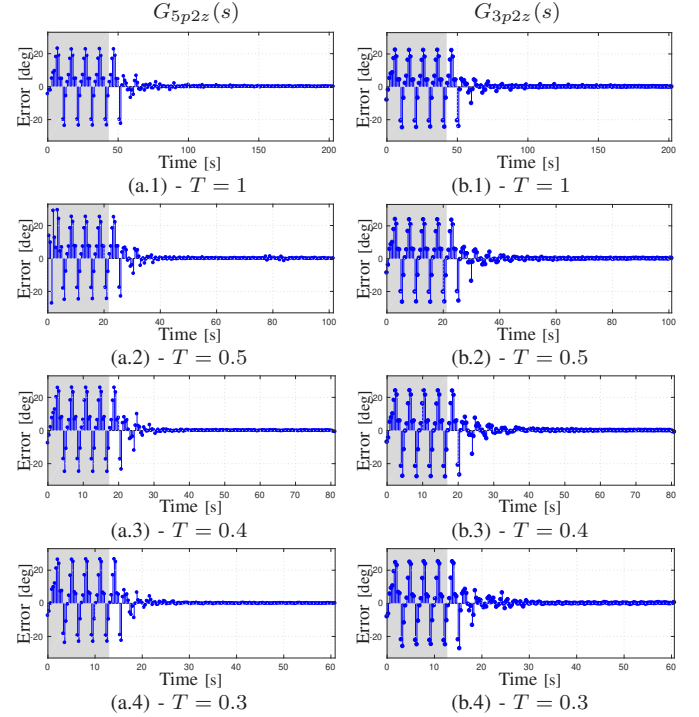 G5p2z(s) G3p2z(s)
Error [deg] 20 0 -20
0 50 100 150 200
Time [s]
(a.1) - T = 1
Error [deg] 20 0 -20
0 50 100 150 200
Time [s]
(b.1) - T = 1
Error [deg] 20 0 -20
0 20 40 60 80 100
Time [s]
(a.2) - T = 0.5
Error [deg] 20 0 -20
0 20 40 60 80 100
Time [s]
(b.2) - T = 0.5
Error [deg] 20 0 -20
0 10 20 30 40 50 60 70 80
Time [s]
(a.3) - T = 0.4
Error [deg] 20 0 -20
0 10 20 30 40 50 60 70 80
Time [s]
(b.3) - T = 0.4
Error [deg] 20 0 -20
0 10 20 30 40 50 60
Time [s]
(a.4) - T = 0.3
Error [deg] 20 0 -20
0 10 20 30 40 50 60
Time [s]
(b.4) - T = 0.3